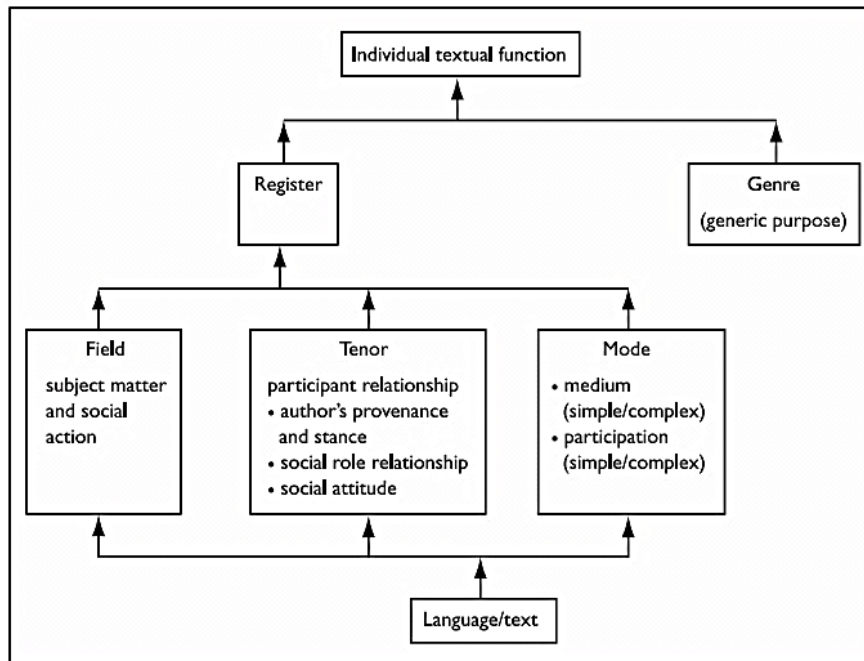 Individual textual function
Register
Genre
(generic purpose)
Field
subject matter
and social
action
Tenor
participant relationship
• author's provenance
and stance
• social role relationship
• social attitude
Mode
• medium
(simple/complex)
• participation
(simple/complex)
Language/text